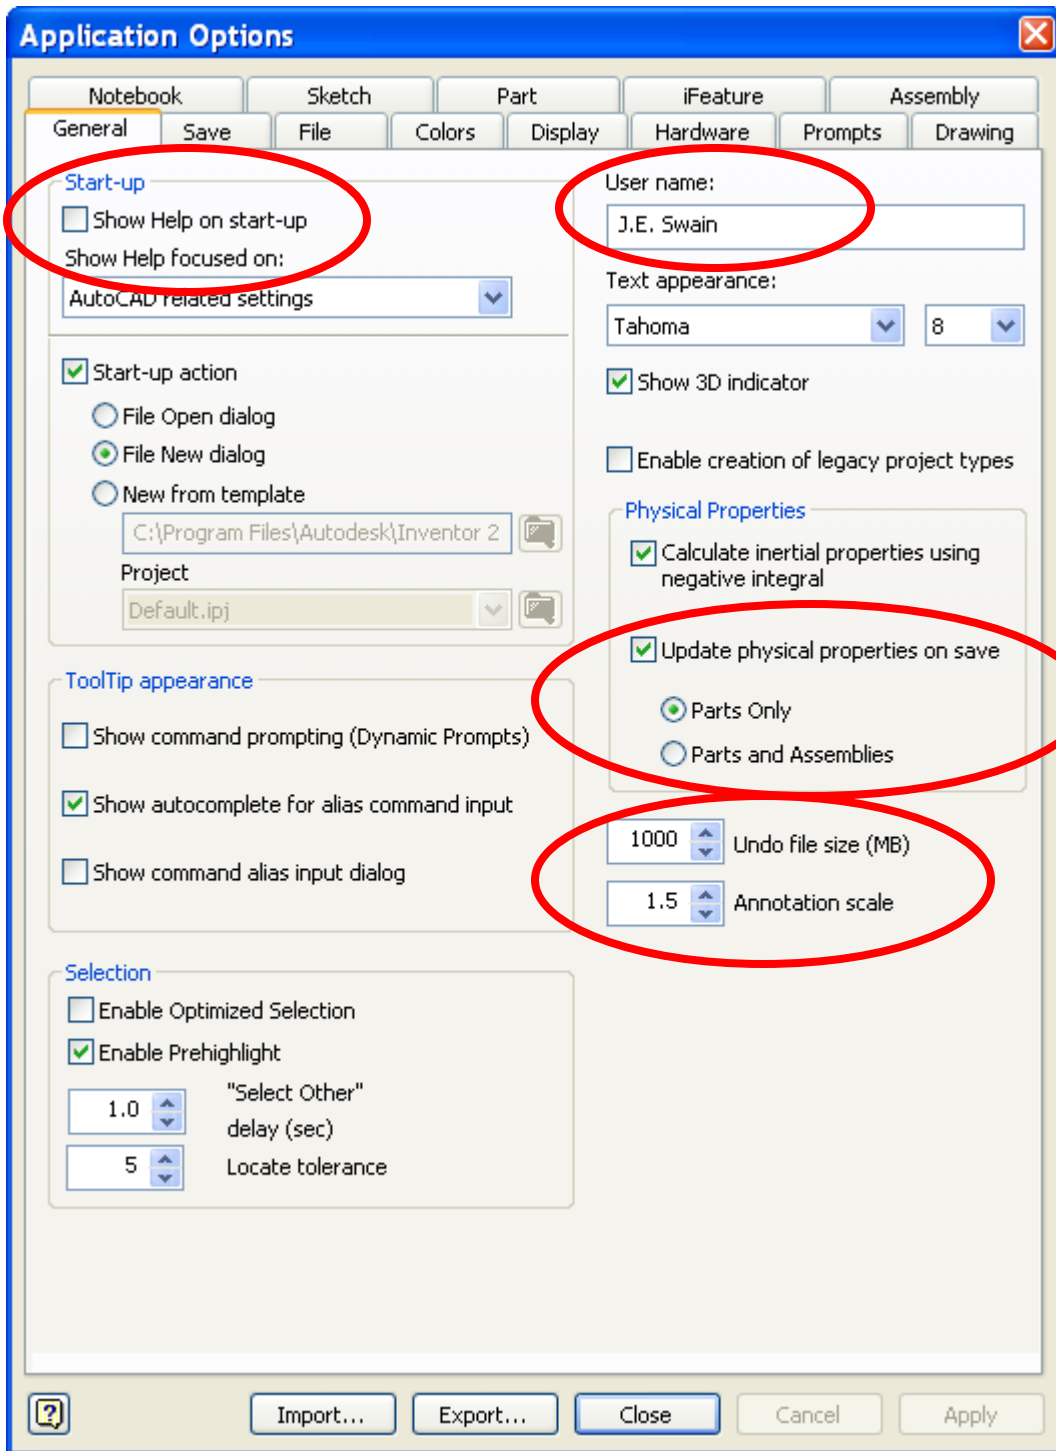 Application Options
Notebook Sketch Part iFeature Assembly
General Save File Colors Display Hardware Prompts Drawing
Start-up
Show Help on start-up
Show Help focused on:
AutoCAD related settings
Start-up action
File Open dialog
File New dialog
New from template
C:\Program Files\Autodesk\Inventor 2
Project
Default.ipj
ToolTip appearance
Show command prompting (Dynamic Prompts)
Show autocomplete for alias command input
Show command alias input dialog
Selection
Enable Optimized Selection
Enable Prehighlight
1.0 "Select Other"
delay (sec)
5 Locate tolerance
User name:
J.E. Swain
Text appearance:
Tahoma 8
Show 3D indicator
Enable creation of legacy project types
Physical Properties
Calculate inertial properties using
negative integral
Update physical properties on save
Parts Only
Parts and Assemblies
1000 Undo file size (MB)
1.5 Annotation scale
Import... Export... Close Cancel Apply